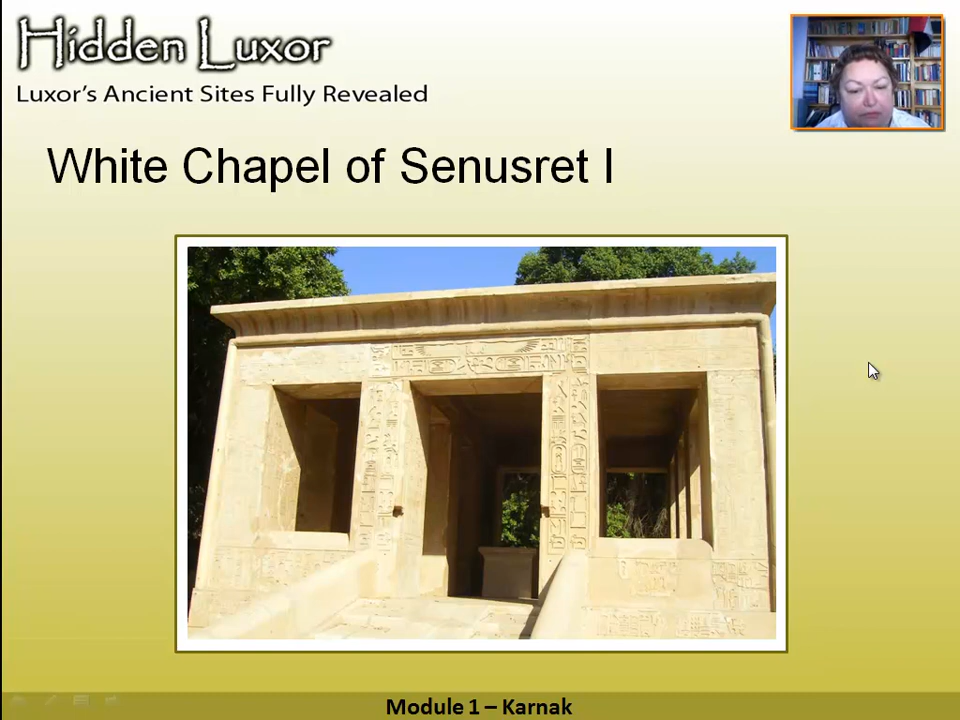 Hidden Luxor
Luxor's Ancient Sites Fully Revealed
White Chapel of Senusret I
Module 1 – Karnak